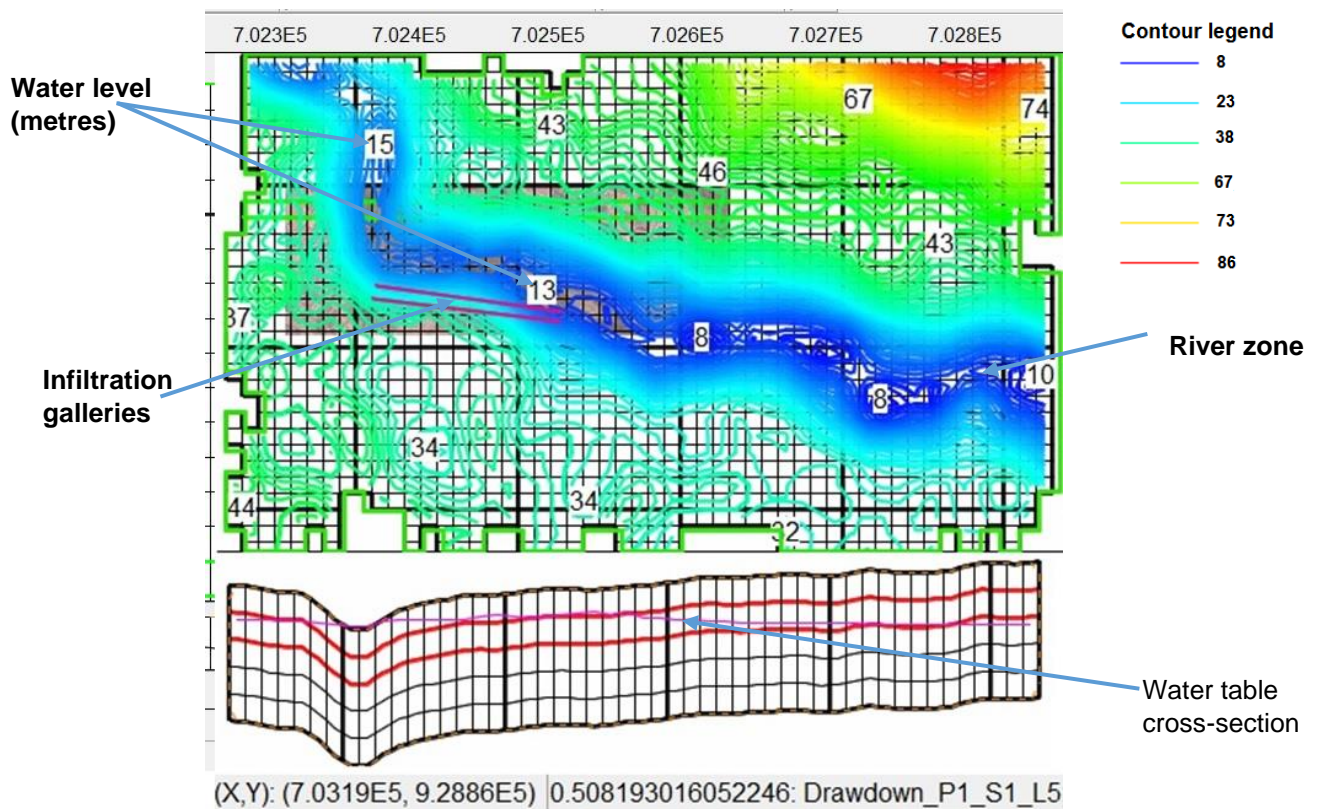 7.023E5 7.024E5 7.025E5 7.026E5 7.027E5 7.028E5
Contour legend
8
23
38
67
73
86
Water level
(metres)
67
74
43
15
46
43
13
37
8
River zone
10
Infiltration
galleries
8
34
34
44
32
Water table
cross-section
(X,Y): (7.0319E5, 9.2886E5) 0.508193016052246: Drawdown_P1_S1_L5